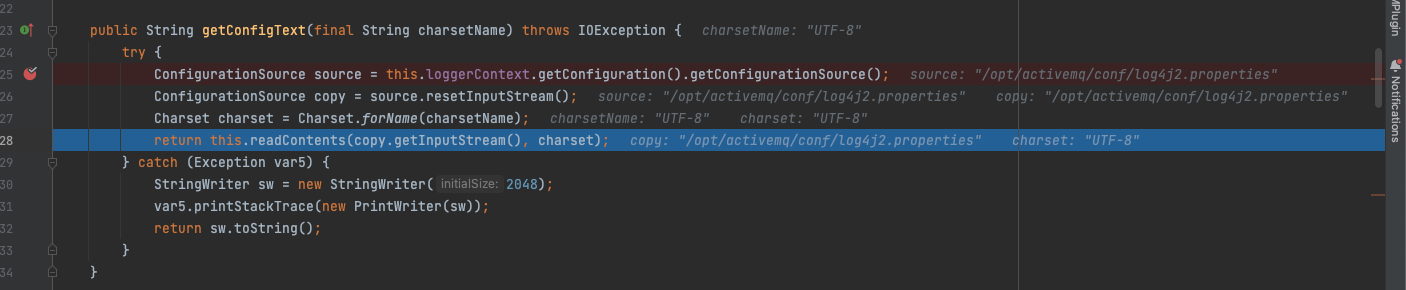 22
23 public String getConfigText(final String charsetName) throws IOException { charsetName: "UTF-8"
24 try {
25 ConfigurationSource source = this.loggerContext.getConfiguration().getConfigurationSource(); source: "/opt/activemq/conf/log4j2.properties"
26 ConfigurationSource copy = source.resetInputStream(); source: "/opt/activemq/conf/log4j2.properties" copy: "/opt/activemq/conf/log4j2.properties"
27 Charset charset = Charset.forName(charsetName); charsetName: "UTF-8" charset: "UTF-8"
28 return this.readContents(copy.getInputStream(), charset); copy: "/opt/activemq/conf/log4j2.properties" charset: "UTF-8"
29 } catch (Exception var5) {
30 StringWriter sw = new StringWriter( initialSize: 2048);
31 var5.printStackTrace(new PrintWriter(sw));
32 return sw.toString();
33 }
34 }
MPlugin
Notifications